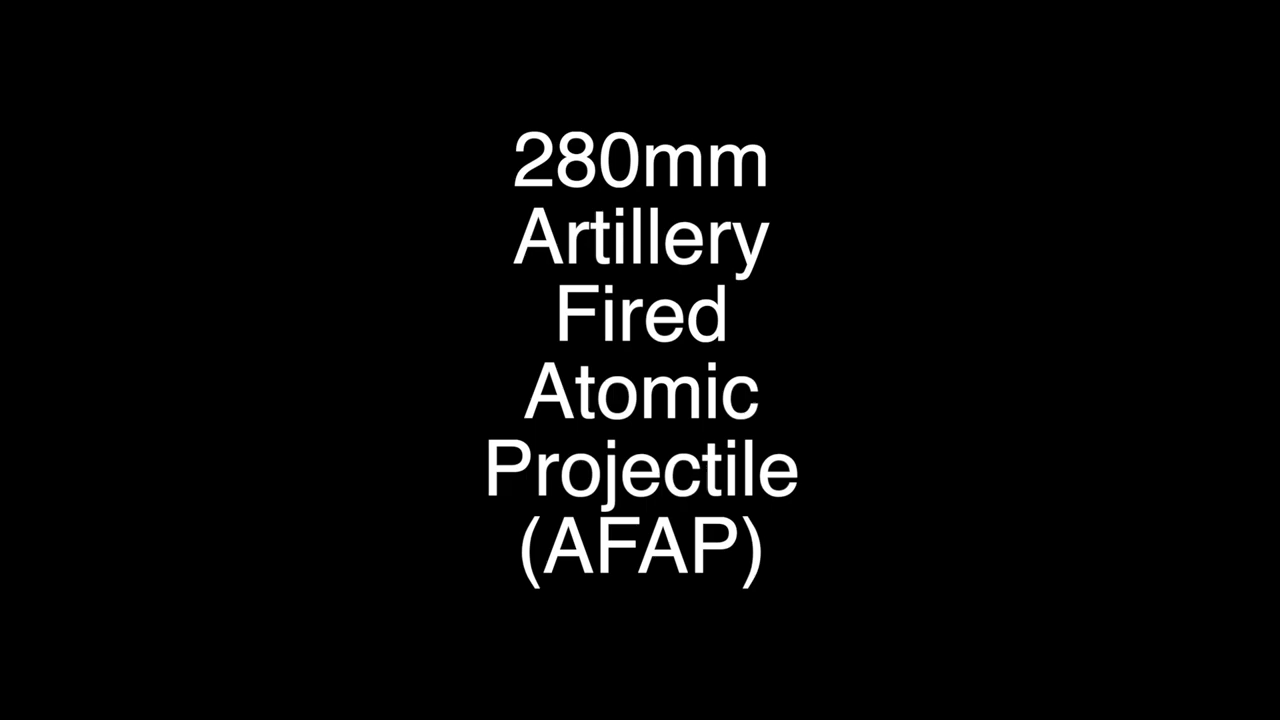 280mm
Artillery
Fired
Atomic
Projectile
(AFAP)